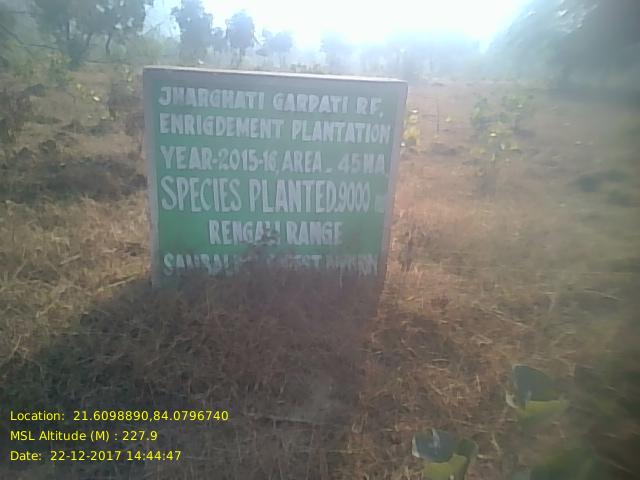 JHARGHATI GARPATI RF,
ENRIGDEMENT PLANTATION
YEAR-2015-16, AREA - 45HA
SPECIES PLANTED.9000
RENGALI RANGE
Location: 21.6098890,84.0796740
MSL Altitude (M) : 227.9
Date: 22-12-2017 14:44:47